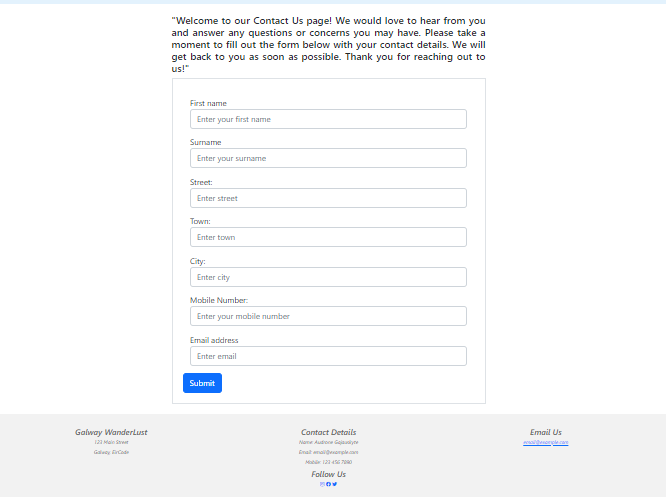 "Welcome to our Contact Us page! We would love to hear from you
and answer any questions or concerns you may have. Please take a
moment to fill out the form below with your contact details. We will
get back to you as soon as possible. Thank you for reaching out to
us!"
First name
Enter your first name
Surname
Enter your surname
Street:
Enter street
Town:
Enter town
City:
Enter city
Mobile Number:
Enter your mobile number
Email address
Enter email
Submit
Galway WanderLust
123 Main Street
Galway, EirCode
Contact Details
Name: Audrone Gajauskyte
Email: email@example.com
Mobile: 123 456 7890
Follow Us
Email Us
email@example.com